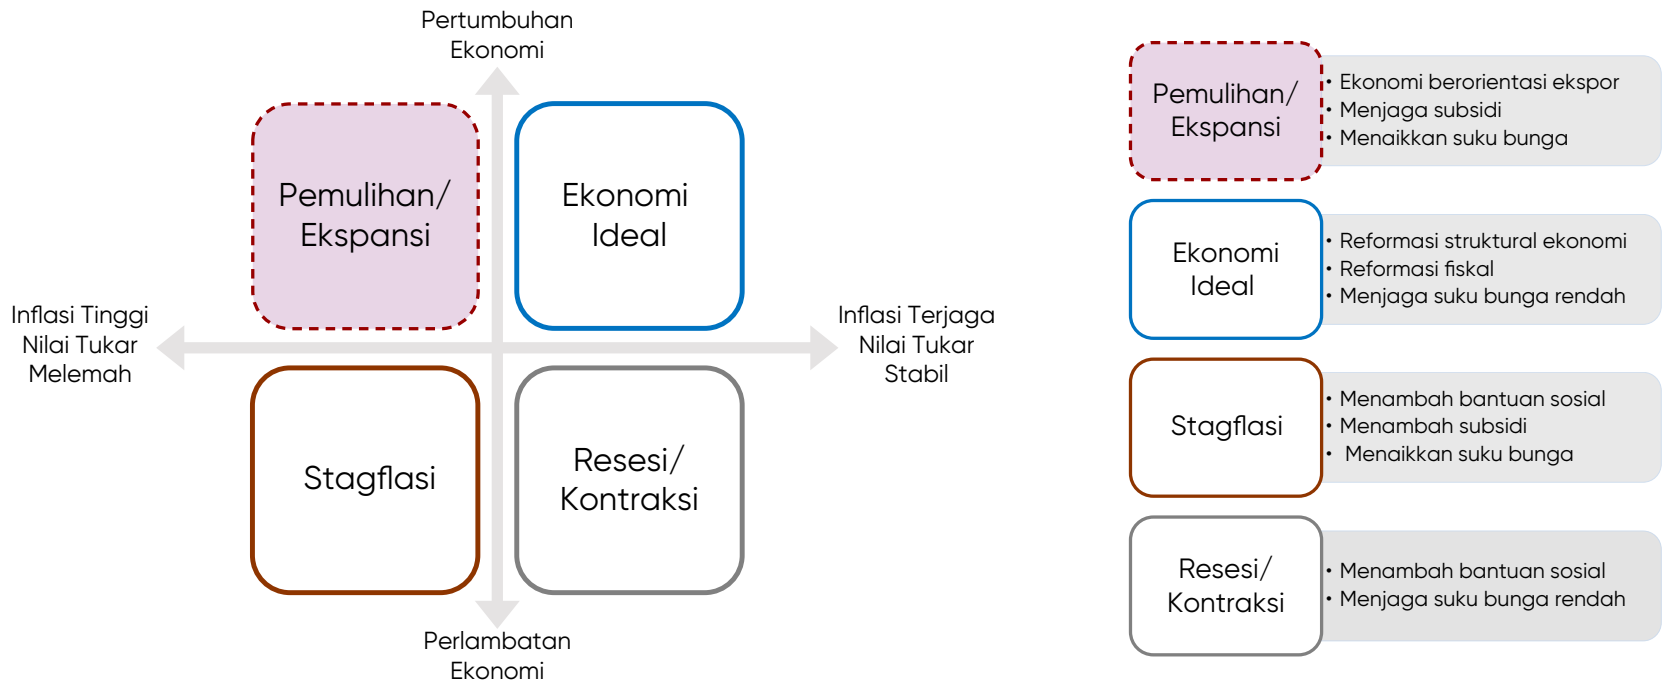 Pertumbuhan
Ekonomi
Pemulihan/
Ekspansi
Ekonomi
Ideal
Inflasi Tinggi
Nilai Tukar
Melemah
Inflasi Terjaga
Nilai Tukar
Stabil
Stagflasi
Resesi/
Kontraksi
Perlambatan
Ekonomi
Pemulihan/
Ekspansi
• Ekonomi berorientasi ekspor
• Menjaga subsidi
• Menaikkan suku bunga
Ekonomi
Ideal
• Reformasi struktural ekonomi
• Reformasi fiskal
• Menjaga suku bunga rendah
Stagflasi
• Menambah bantuan sosial
• Menambah subsidi
• Menaikkan suku bunga
Resesi/
Kontraksi
• Menambah bantuan sosial
• Menjaga suku bunga rendah